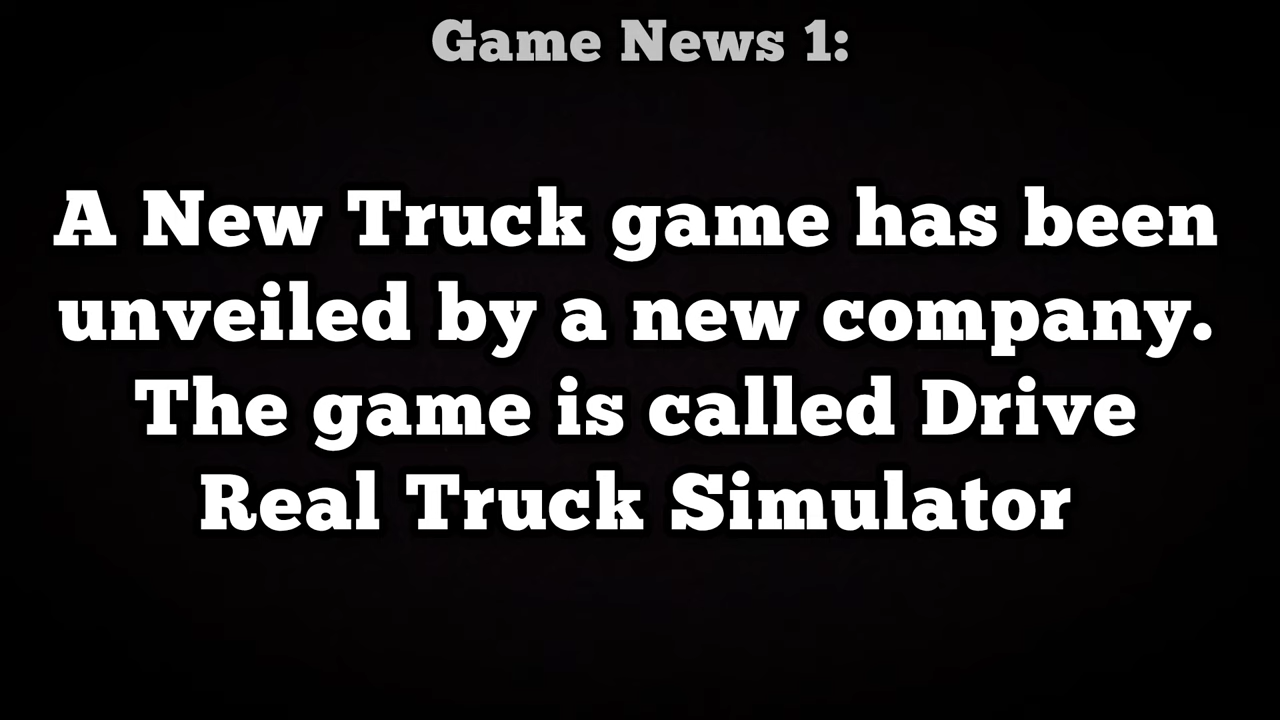 Game News 1:
A New Truck game has been
unveiled by a new company.
The game is called Drive
Real Truck Simulator